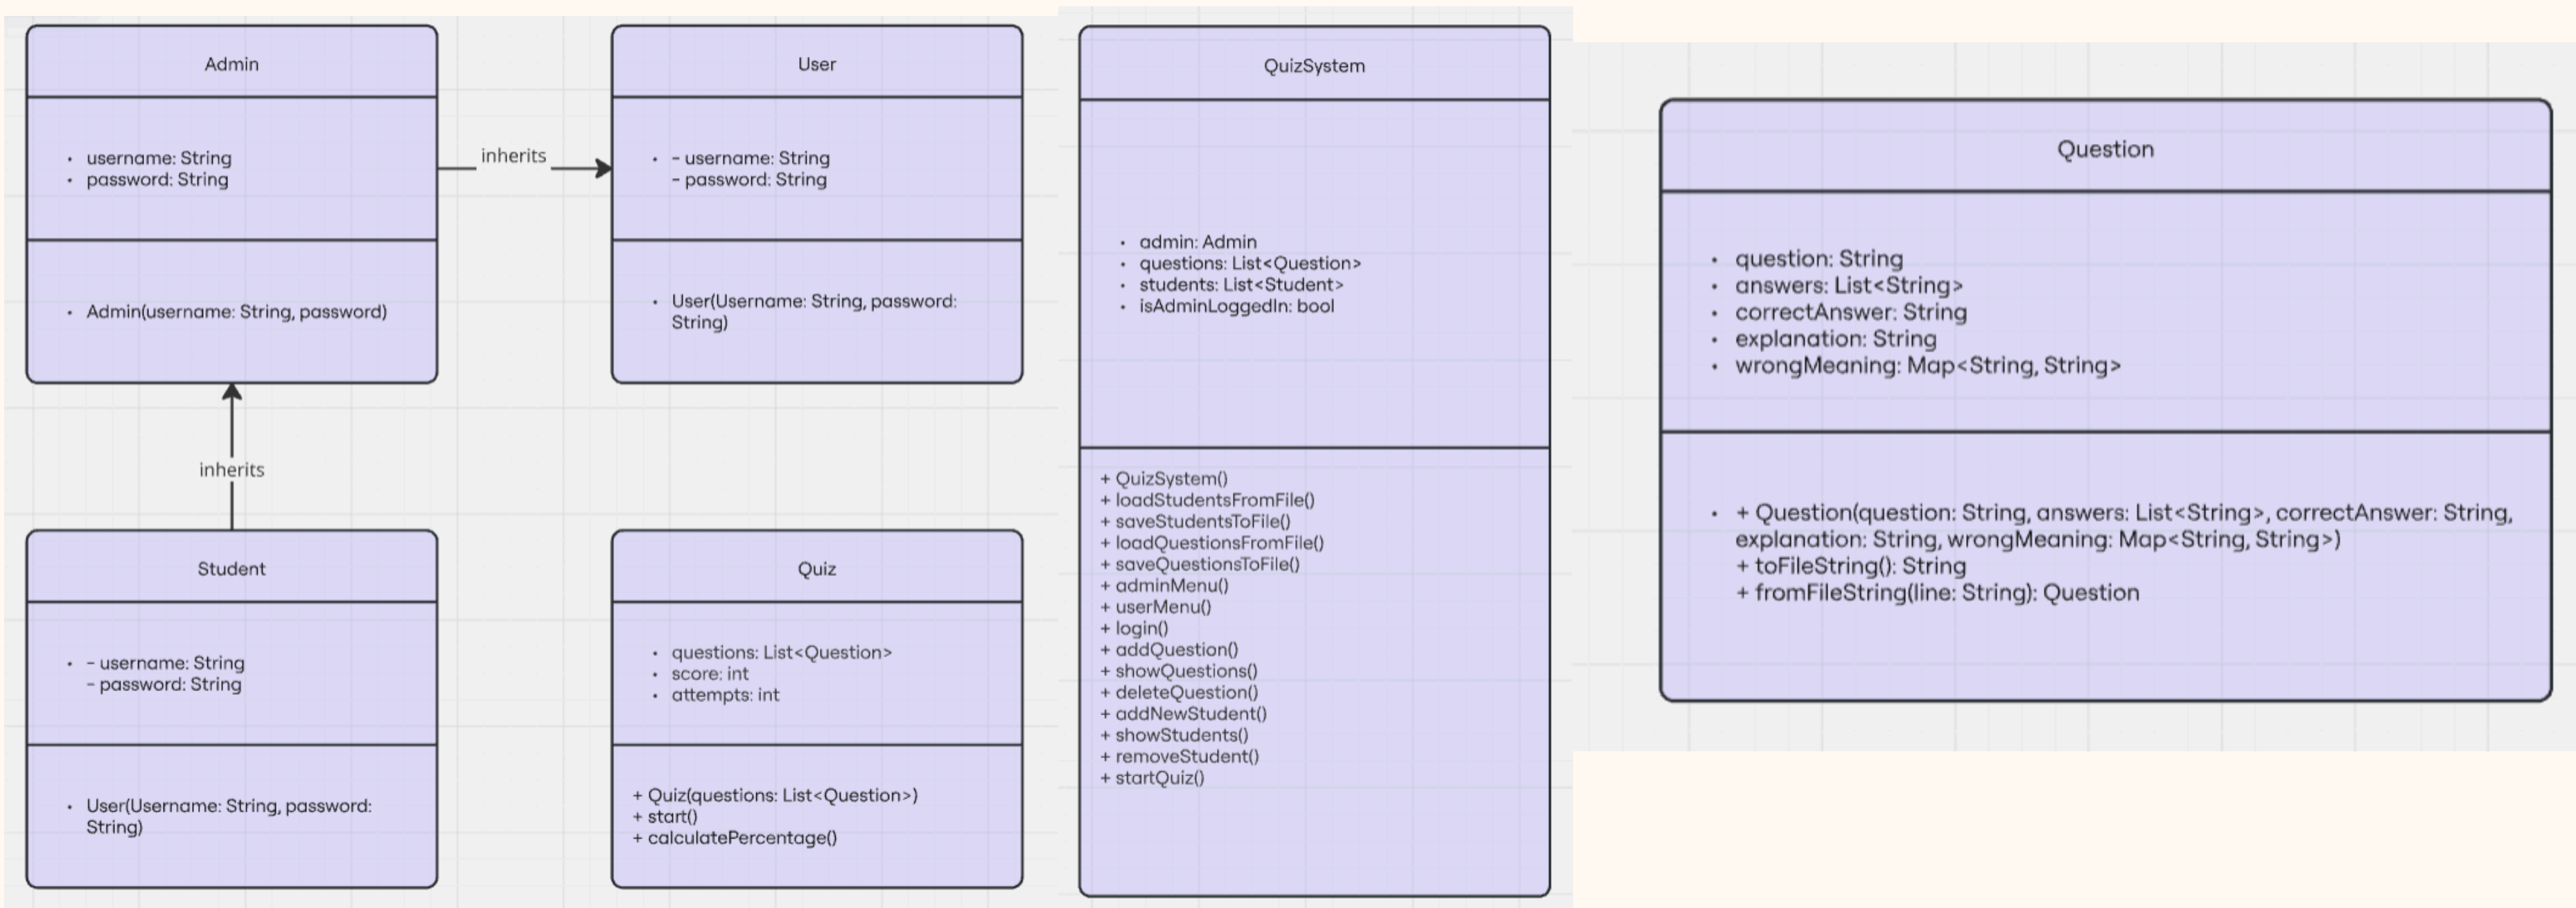 Admin
• username: String
• password: String
• Admin(username: String, password)
inherits
User
• - username: String
- password: String
• User(Username: String, password:
String)
inherits
Student
• - username: String
- password: String
• User(Username: String, password:
String)
Quiz
• questions: List<Question>
• score: int
• attempts: int
+ Quiz(questions: List<Question>)
+ start()
+ calculatePercentage()
QuizSystem
• admin: Admin
• questions: List<Question>
• students: List<Student>
• isAdminLoggedIn: bool
+ QuizSystem()
+ loadStudentsFromFile()
+ saveStudentsToFile()
+ loadQuestionsFromFile()
+ saveQuestionsToFile()
+ adminMenu()
+ userMenu()
+ login()
+ addQuestion()
+ showQuestions()
+ deleteQuestion()
+ addNewStudent()
+ showStudents()
+ removeStudent()
+ startQuiz()
Question
• question: String
• answers: List<String>
• correctAnswer: String
• explanation: String
• wrongMeaning: Map<String, String>
• + Question(question: String, answers: List<String>, correctAnswer: String,
explanation: String, wrongMeaning: Map<String, String>)
+ toFileString(): String
+ fromFileString(line: String): Question